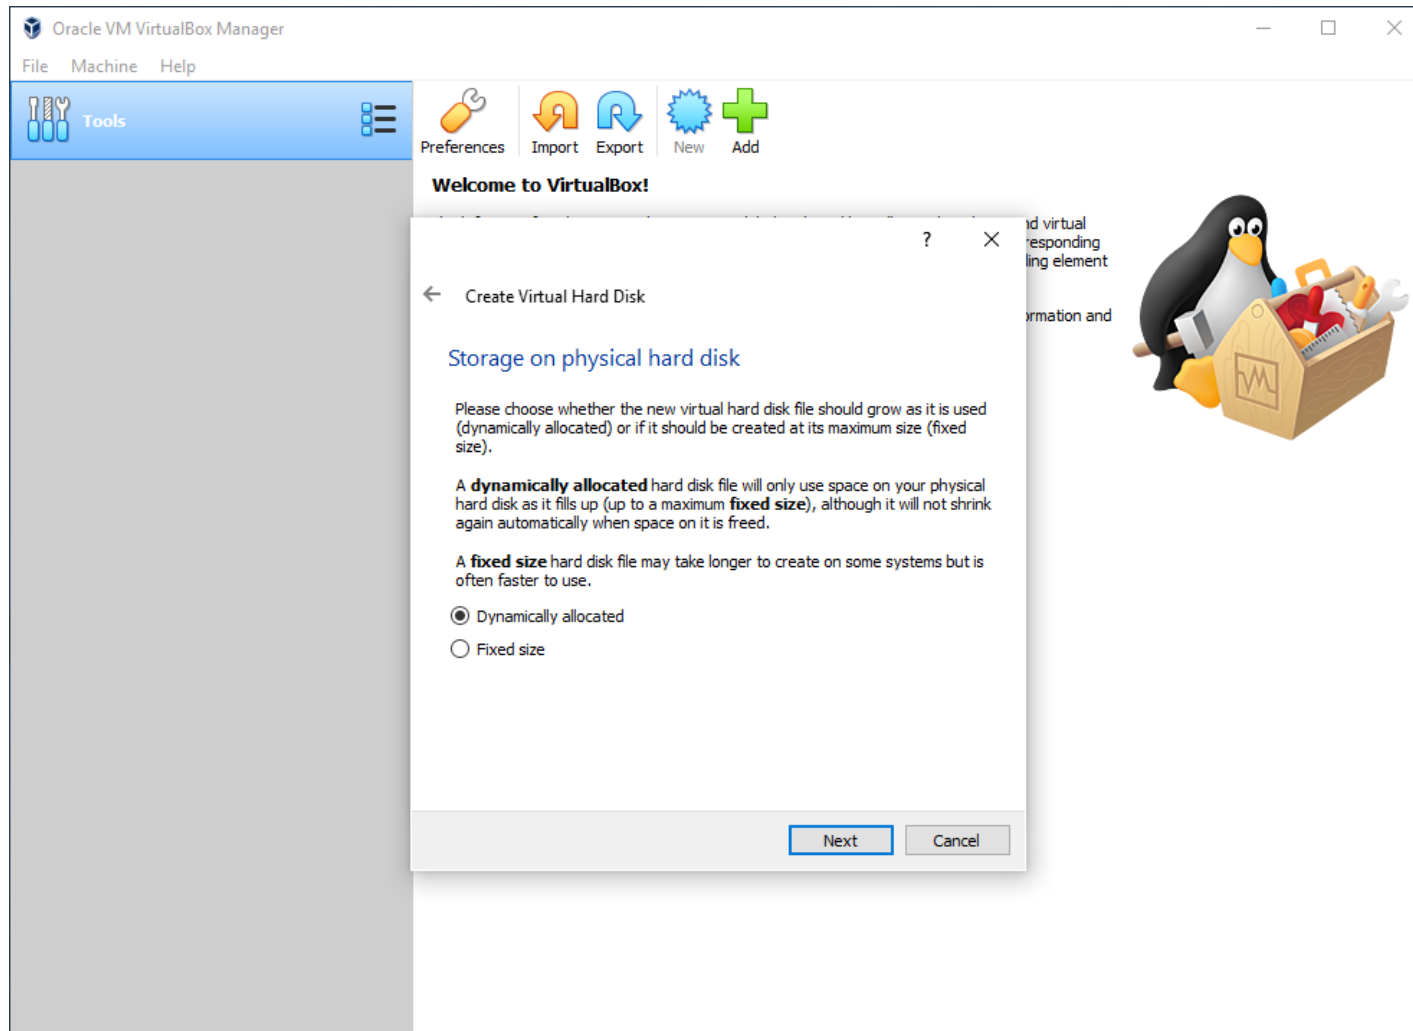 Oracle VM VirtualBox Manager
File Machine Help
Tools
Preferences Import Export New Add
Welcome to VirtualBox!
nd virtual
responding
ling element
ormation and
?
Create Virtual Hard Disk
Storage on physical hard disk
Please choose whether the new virtual hard disk file should grow as it is used
(dynamically allocated) or if it should be created at its maximum size (fixed
size).
A dynamically allocated hard disk file will only use space on your physical
hard disk as it fills up (up to a maximum fixed size), although it will not shrink
again automatically when space on it is freed.
A fixed size hard disk file may take longer to create on some systems but is
often faster to use.
Dynamically allocated
Fixed size
Next Cancel